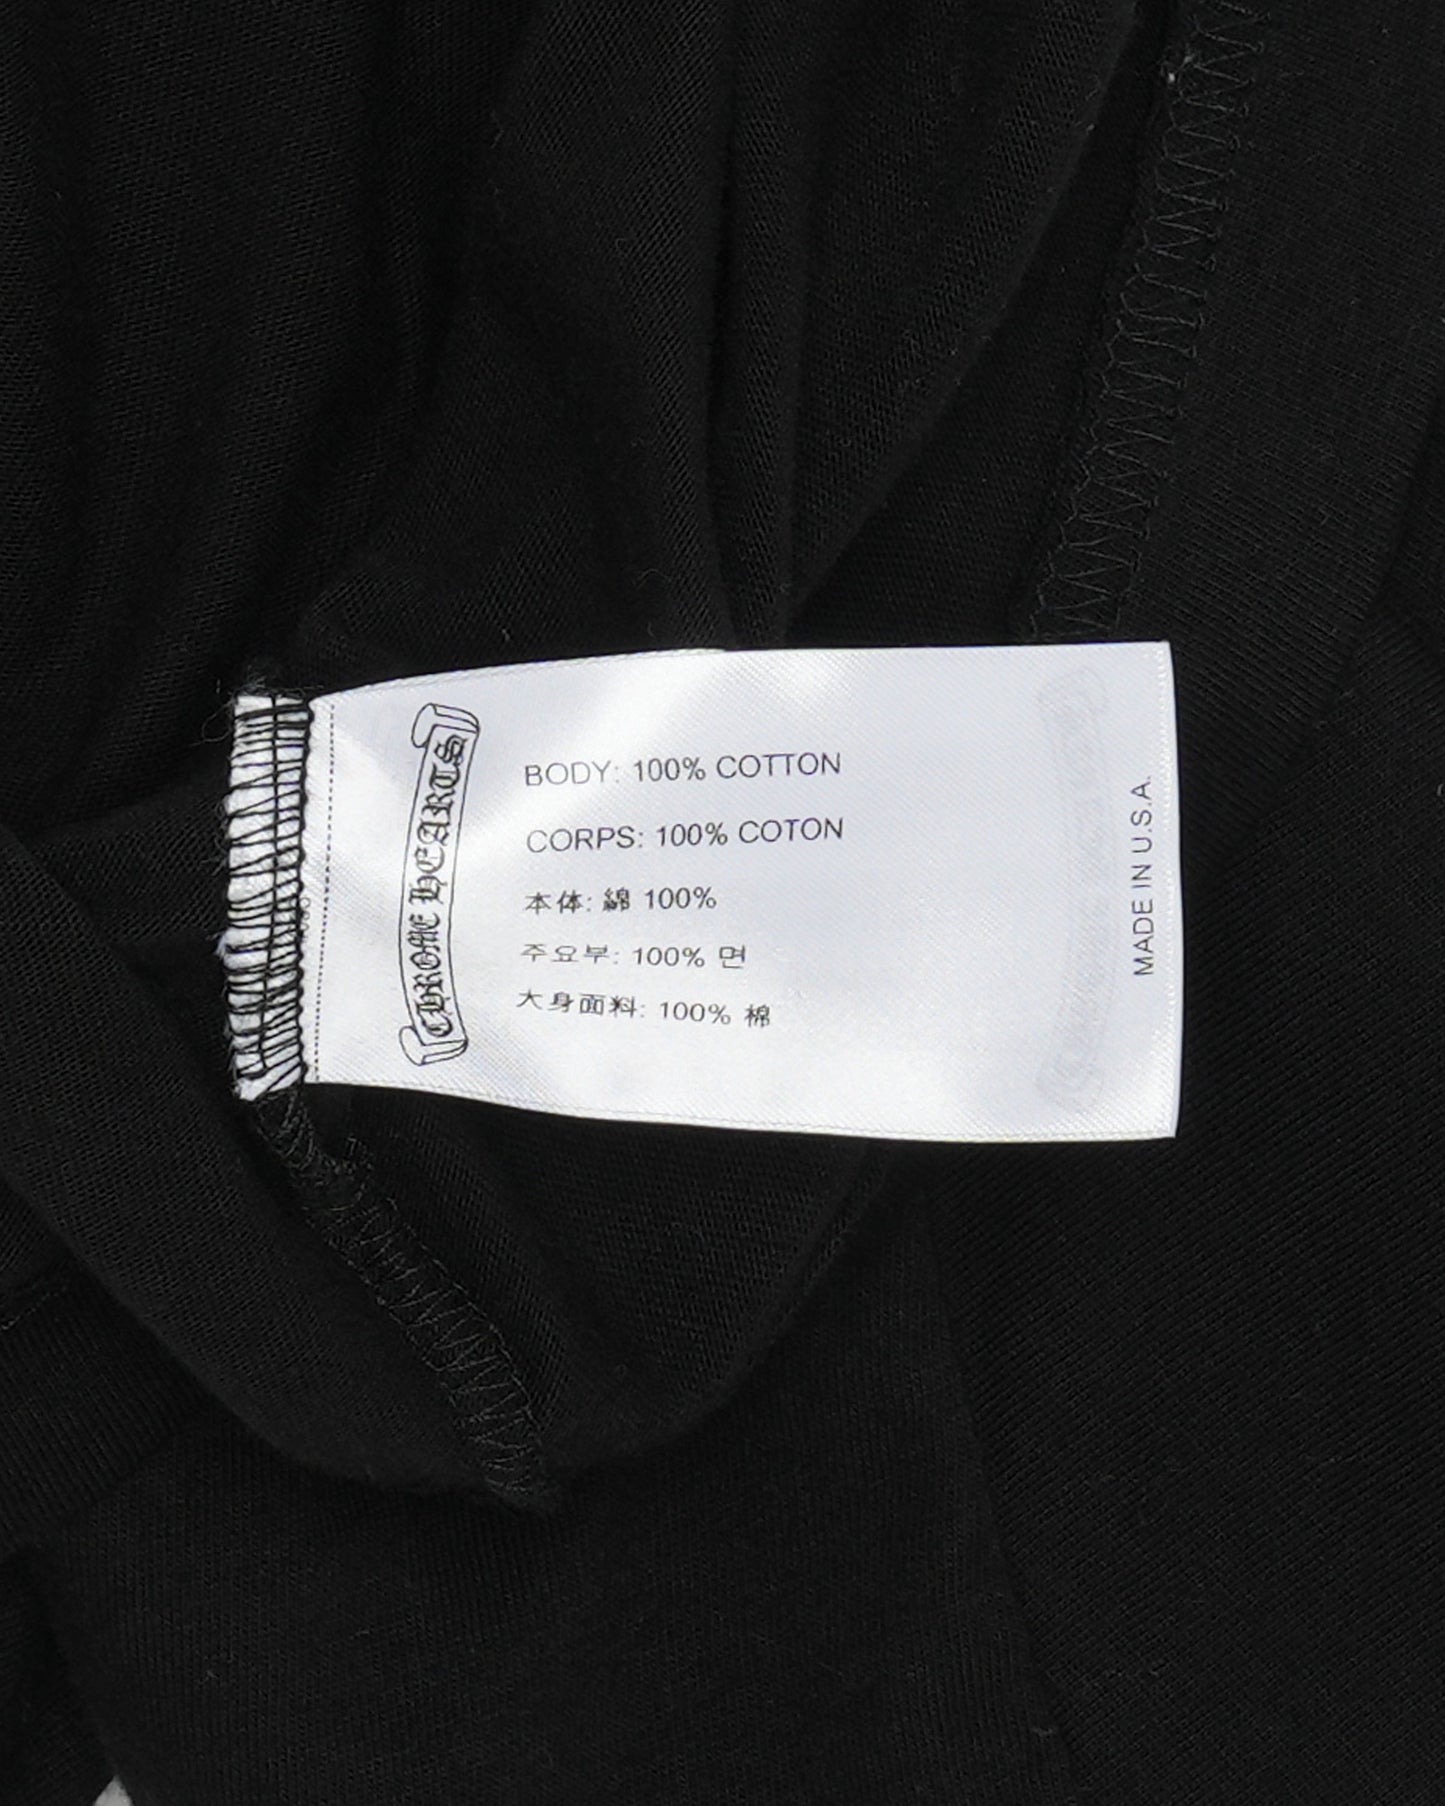 CHROME HEARTS
BODY: 100% COTTON
CORPS: 100% COTON
本体: 綿 100%
주요부: 100% 면
大身面料: 100% 棉
MADE IN U.S.A.